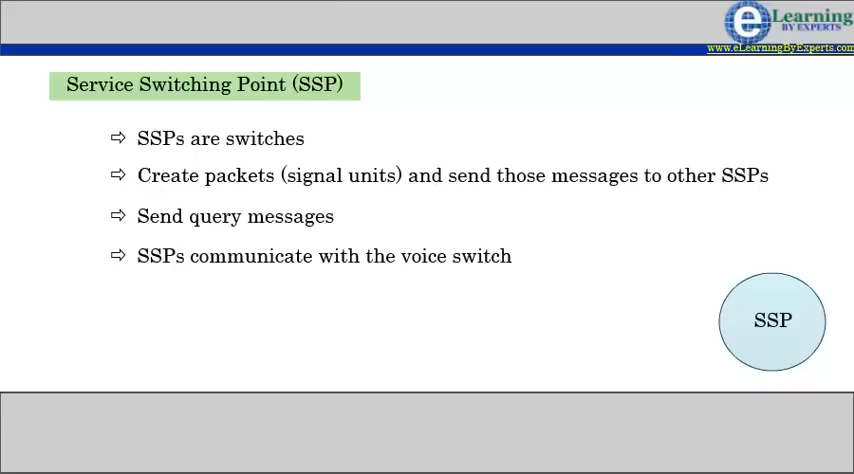 eLearning
BY EXPERTS
www.eLearningByExperts.com
Service Switching Point (SSP)
⇨ SSPs are switches
⇨ Create packets (signal units) and send those messages to other SSPs
⇨ Send query messages
⇨ SSPs communicate with the voice switch
SSP